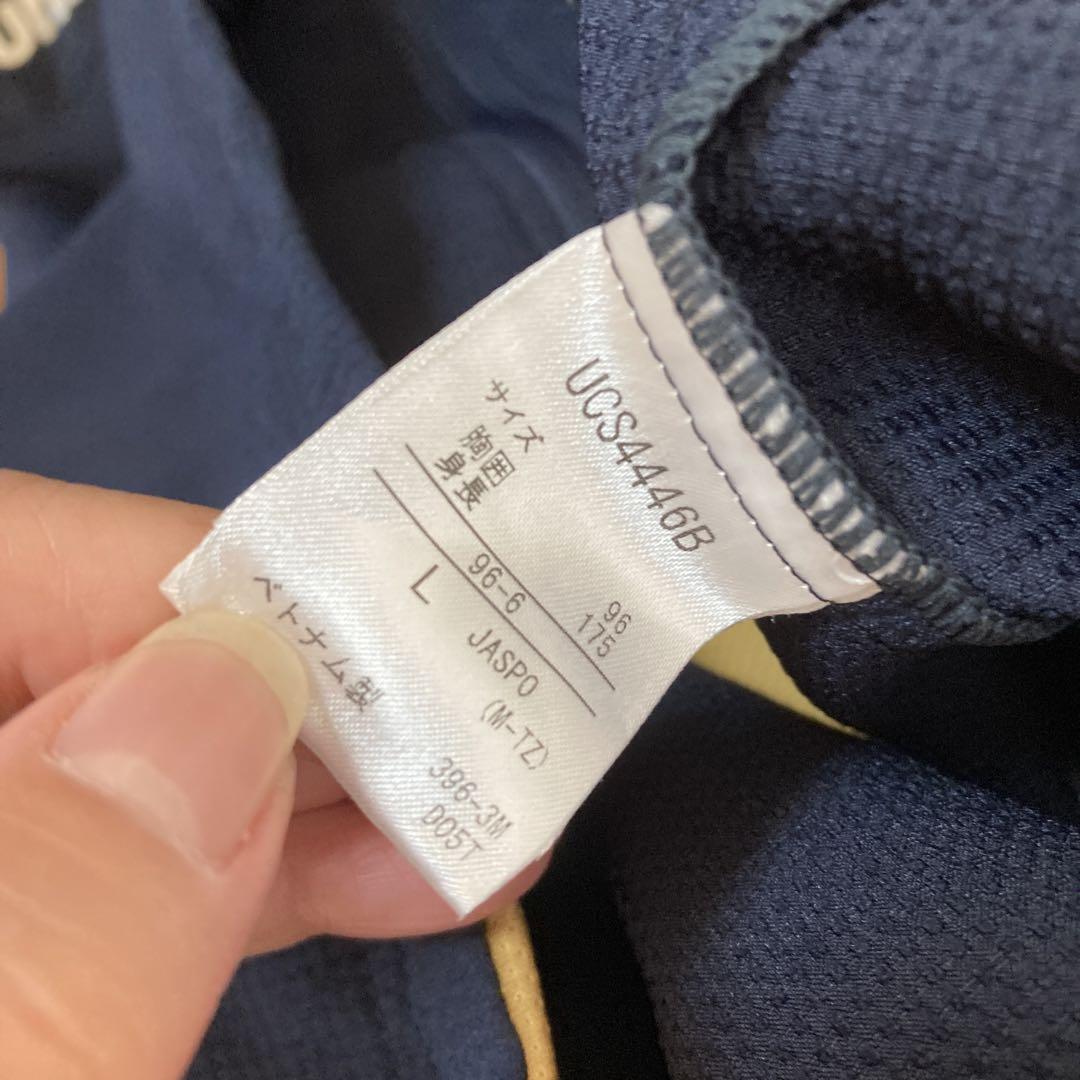 UCS4446B
サイズ
胸囲 96
身長 175
96-6
L JASPO
(M-TZ)
ベトナム製 396-3M
D05T